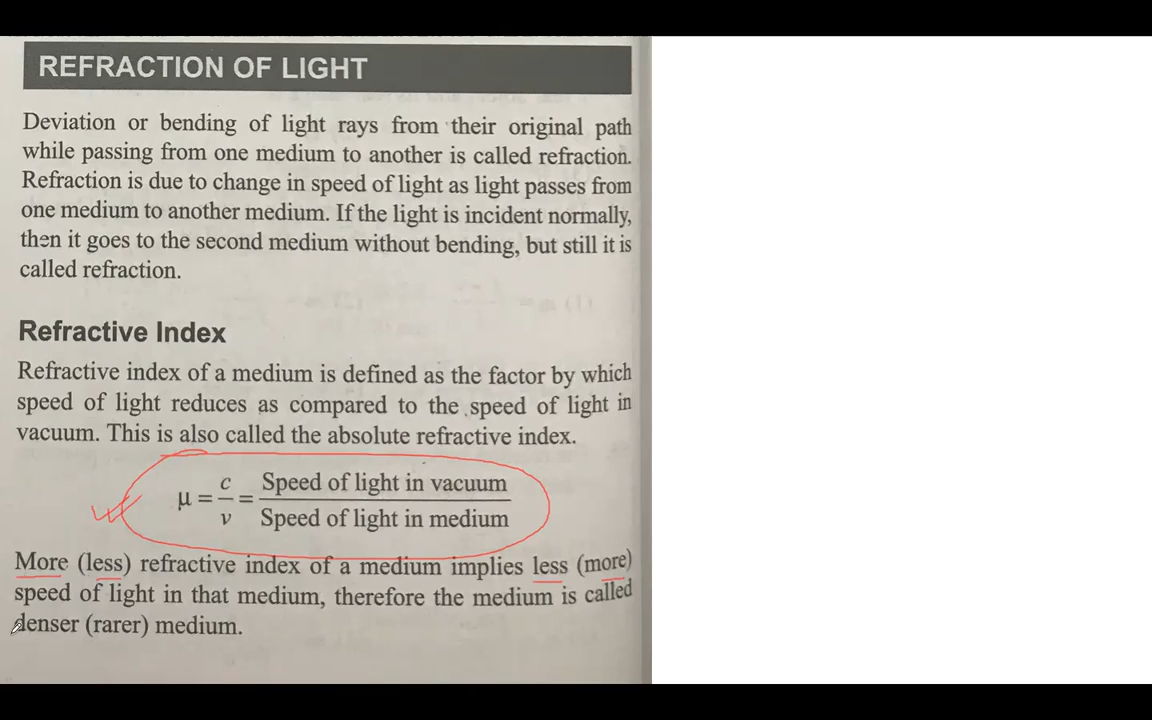 REFRACTION OF LIGHT
Deviation or bending of light rays from their original path
while passing from one medium to another is called refraction.
Refraction is due to change in speed of light as light passes from
one medium to another medium. If the light is incident normally,
then it goes to the second medium without bending, but still it is
called refraction.
Refractive Index
Refractive index of a medium is defined as the factor by which
speed of light reduces as compared to the speed of light in
vacuum. This is also called the absolute refractive index.
μ = c/v = Speed of light in vacuum / Speed of light in medium
More (less) refractive index of a medium implies less (more)
speed of light in that medium, therefore the medium is called
denser (rarer) medium.